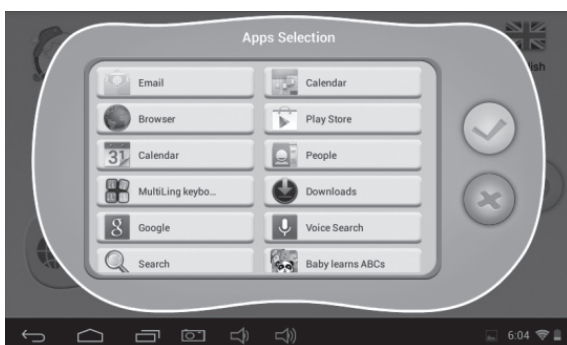 Apps Selection
Email
Calendar
Browser
Play Store
31
Calendar
People
MultiLing keybo...
Downloads
8
Google
Voice Search
Search
Baby learns ABCs
lish
6:04